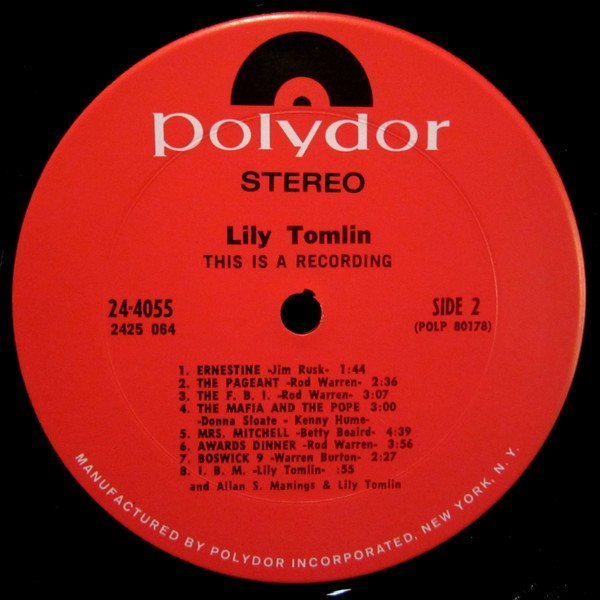 polydor
STEREO
Lily Tomlin
THIS IS A RECORDING
24-4055
2425 064
SIDE 2
(POLP 80178)
1. ERNESTINE -Jim Rusk- 1:44
2. THE PAGEANT -Rod Warren- 2:36
3. THE F. B. I. -Rod Warren- 3:07
4. THE MAFIA AND THE POPE 3:00
-Donna Sloate - Kenny Hume-
5. MRS. MITCHELL -Betty Beaird- 4:39
6. AWARDS DINNER -Rod Warren- 3:56
7. BOSWICK 9 -Warren Burton- 2:27
8. I. B. M. -Lily Tomlin- :55
and Allan S. Manings & Lily Tomlin
MANUFACTURED BY POLYDOR INCORPORATED, NEW YORK, N. Y.